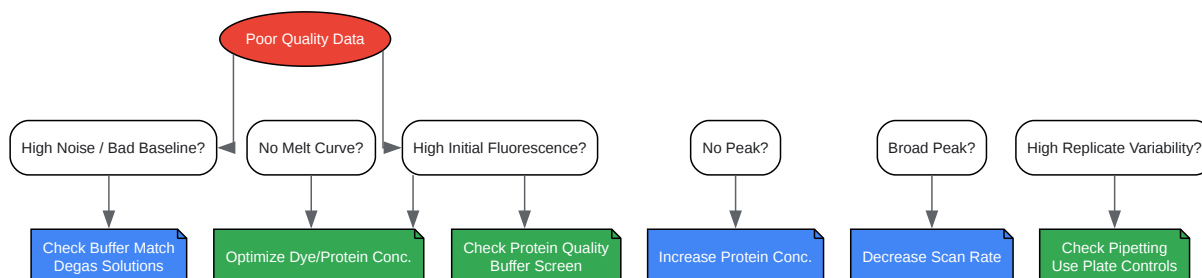 Poor Quality Data
High Noise / Bad Baseline?
No Melt Curve?
High Initial Fluorescence?
No Peak?
Broad Peak?
High Replicate Variability?
Check Buffer Match
Degas Solutions
Optimize Dye/Protein Conc.
Check Protein Quality
Buffer Screen
Increase Protein Conc.
Decrease Scan Rate
Check Pipetting
Use Plate Controls